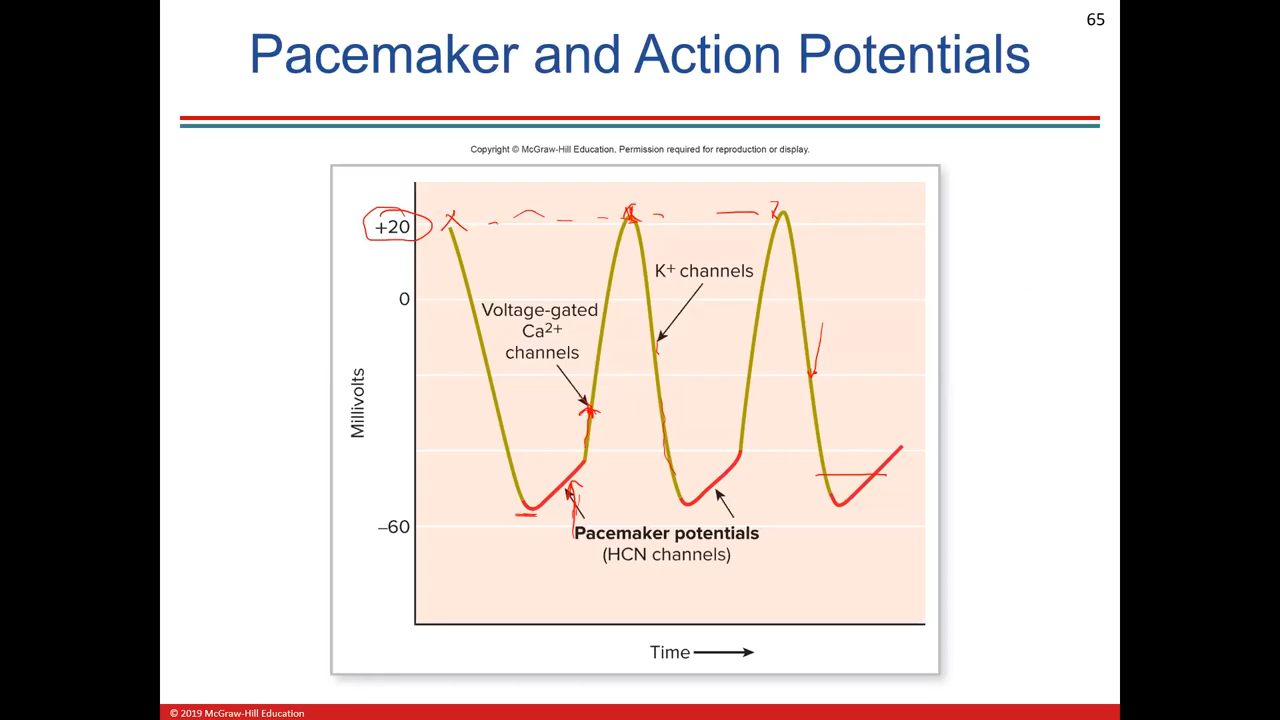 65
Pacemaker and Action Potentials
Copyright © McGraw-Hill Education. Permission required for reproduction or display.
+20
K+ channels
0
Voltage-gated
Ca2+
channels
Millivolts
–60
Pacemaker potentials
(HCN channels)
Time
© 2019 McGraw-Hill Education